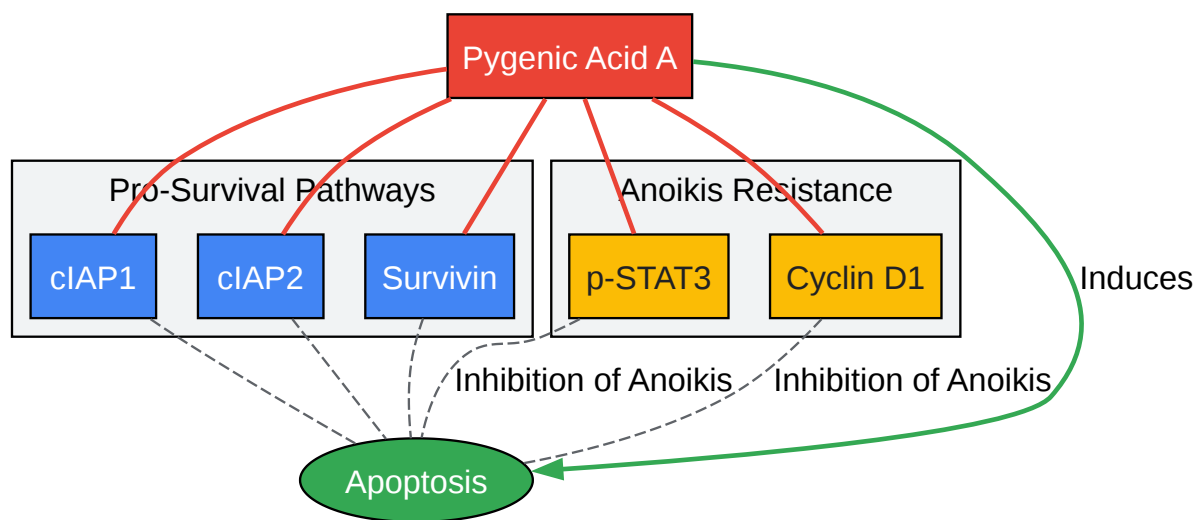 Pygenic Acid A
Pro-Survival Pathways
Anoikis Resistance
cIAP1
cIAP2
Survivin
p-STAT3
Cyclin D1
Induces
Inhibition of Anoikis
Inhibition of Anoikis
Apoptosis